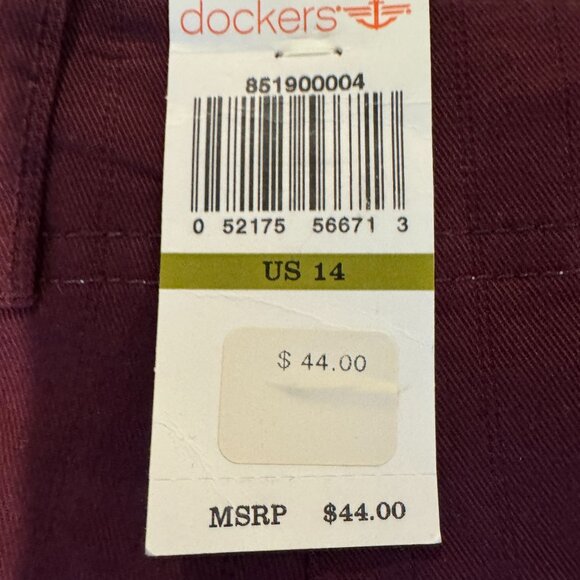 dockers®
851900004
0 52175 56671 3
US 14
$ 44.00
MSRP $44.00